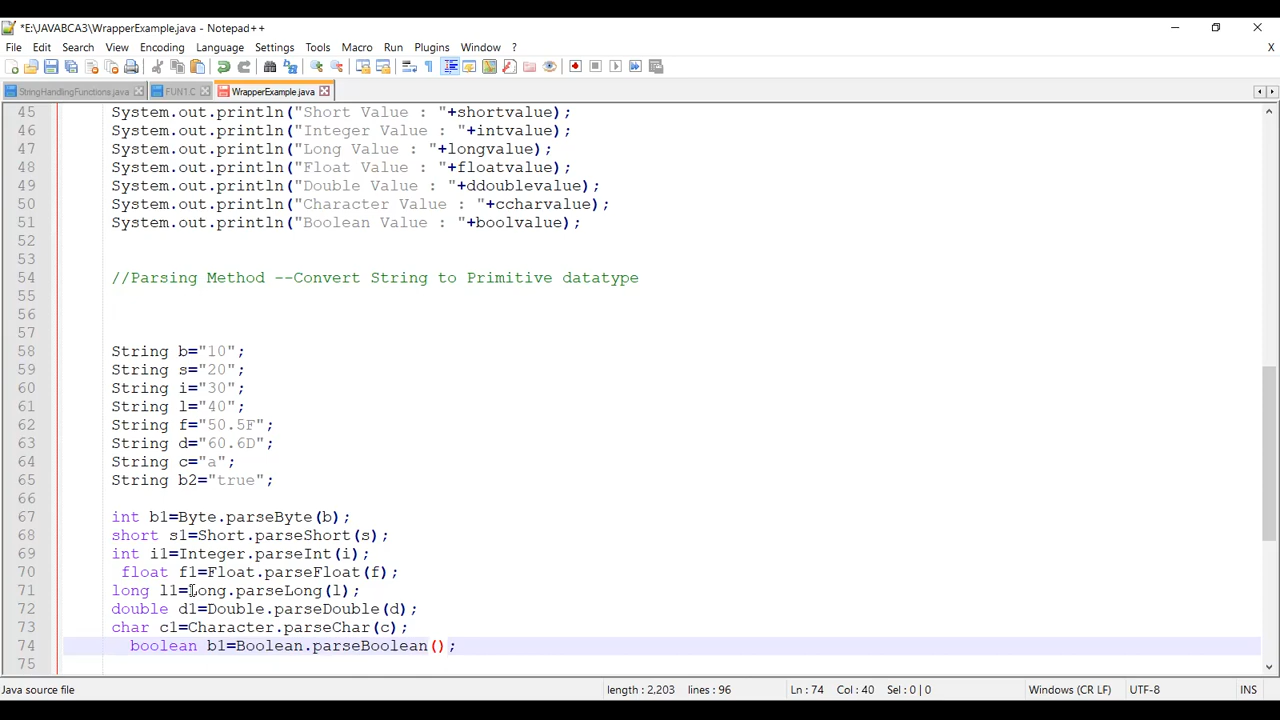 *E:\JAVABCA3\WrapperExample.java - Notepad++
File Edit Search View Encoding Language Settings Tools Macro Run Plugins Window ? X
StringHandlingFunctions.java FUN1.C WrapperExample.java
45 System.out.println("Short Value : "+shortvalue);
46 System.out.println("Integer Value : "+intvalue);
47 System.out.println("Long Value : "+longvalue);
48 System.out.println("Float Value : "+floatvalue);
49 System.out.println("Double Value : "+ddoublevalue);
50 System.out.println("Character Value : "+ccharvalue);
51 System.out.println("Boolean Value : "+boolvalue);
52
53
54 //Parsing Method --Convert String to Primitive datatype
55
56
57
58 String b="10";
59 String s="20";
60 String i="30";
61 String l="40";
62 String f="50.5F";
63 String d="60.6D";
64 String c="a";
65 String b2="true";
66
67 int b1=Byte.parseByte(b);
68 short s1=Short.parseShort(s);
69 int i1=Integer.parseInt(i);
70 float f1=Float.parseFloat(f);
71 long l1=Long.parseLong(l);
72 double d1=Double.parseDouble(d);
73 char c1=Character.parseChar(c);
74 boolean b1=Boolean.parseBoolean();
75
Java source file length : 2,203 lines : 96 Ln : 74 Col : 40 Sel : 0 | 0 Windows (CR LF) UTF-8 INS